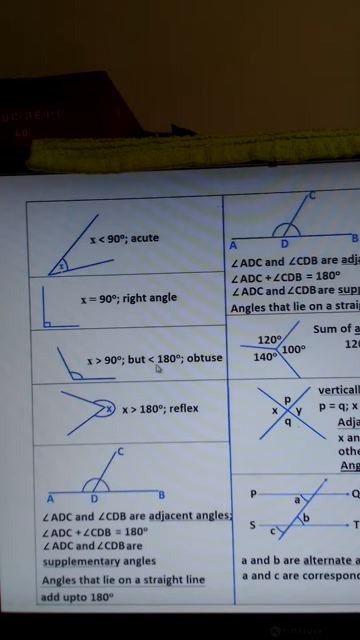 x
x < 90°; acute
x = 90°; right angle
x > 90°; but < 180°; obtuse
x
x > 180°; reflex
C
A
D
B
∠ADC and ∠CDB are adjacent angles;
∠ADC +∠CDB = 180°
∠ADC and ∠CDB are
supplementary angles
Angles that lie on a straight line
add upto 180°
C
A
D
B
∠ADC and ∠CDB are
∠ADC +∠CDB = 180°
∠ADC and ∠CDB are
Angles that lie on a
Sum of
120°
100°
140°
p
x
y
q
p = q; x
P
Q
a
b
S
T
c
a and b are alternate
a and c are